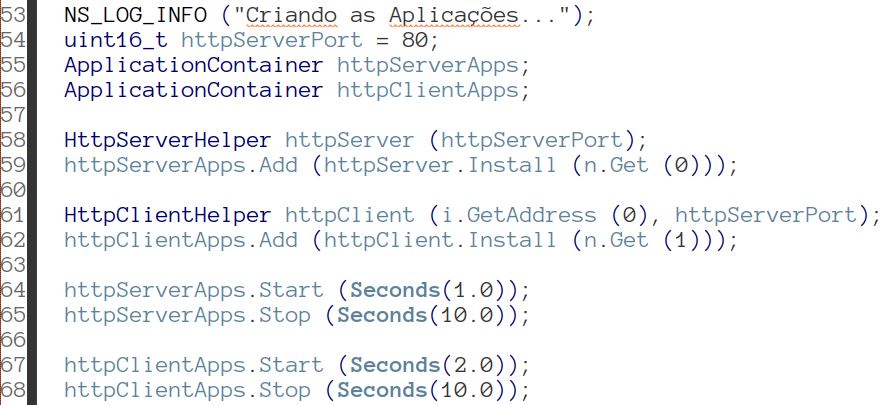 53 NS_LOG_INFO ("Criando as Aplicações...");
54 uint16_t httpServerPort = 80;
55 ApplicationContainer httpServerApps;
56 ApplicationContainer httpClientApps;
57
58 HttpServerHelper httpServer (httpServerPort);
59 httpServerApps.Add (httpServer.Install (n.Get (0)));
60
61 HttpClientHelper httpClient (i.GetAddress (0), httpServerPort);
62 httpClientApps.Add (httpClient.Install (n.Get (1)));
63
64 httpServerApps.Start (Seconds(1.0));
65 httpServerApps.Stop (Seconds(10.0));
66
67 httpClientApps.Start (Seconds(2.0));
68 httpClientApps.Stop (Seconds(10.0));